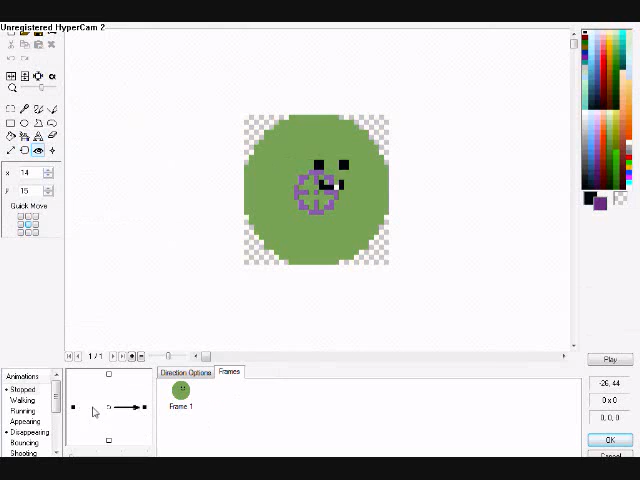 Unregistered HyperCam 2
x 14
y 15
Quick Move
1 / 1
Play
Animations
Stopped
Walking
Running
Appearing
Disappearing
Bouncing
Shooting
Direction Options
Frames
Frame 1
-26, 44
0 x 0
0, 0, 0
OK
Cancel